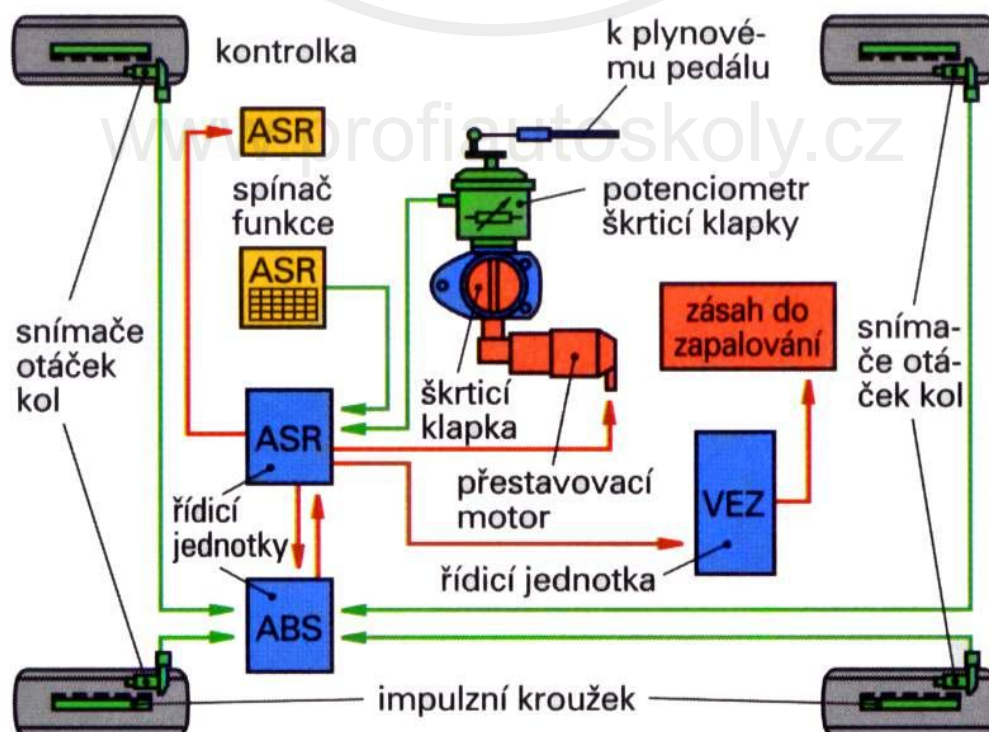 kontrolka
k plynové-
mu pedálu
www.profiautoskoly.cz
ASR
spínač
funkce
ASR
potenciometr
škrticí klapky
snímače
otáček
kol
zásah do
zapalování
sníma-
če otá-
ček kol
škrticí
klapka
ASR
přestavovací
motor
VEZ
řídicí
jednotky
řídicí jednotka
ABS
impulzní kroužek